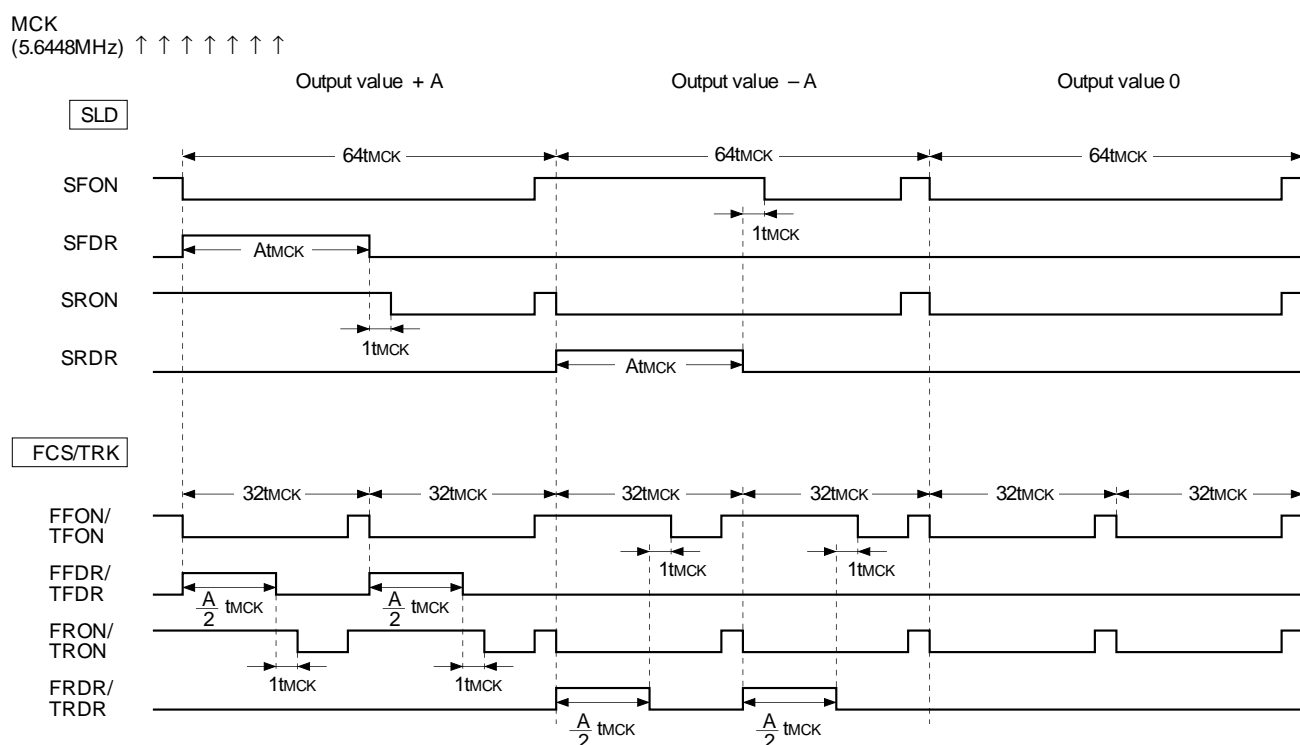 MCK
(5.6448MHz) ↑ ↑ ↑ ↑ ↑ ↑ ↑
Output value + A Output value – A Output value 0
SLD
64tMCK 64tMCK 64tMCK
SFON
1tMCK
SFDR
AtMCK
SRON
1tMCK
SRDR
AtMCK
FCS/TRK
32tMCK 32tMCK 32tMCK 32tMCK 32tMCK 32tMCK
FFON/
TFON
1tMCK 1tMCK
FFDR/
TFDR
A/2 tMCK A/2 tMCK
FRON/
TRON
1tMCK 1tMCK
FRDR/
TRDR
A/2 tMCK A/2 tMCK